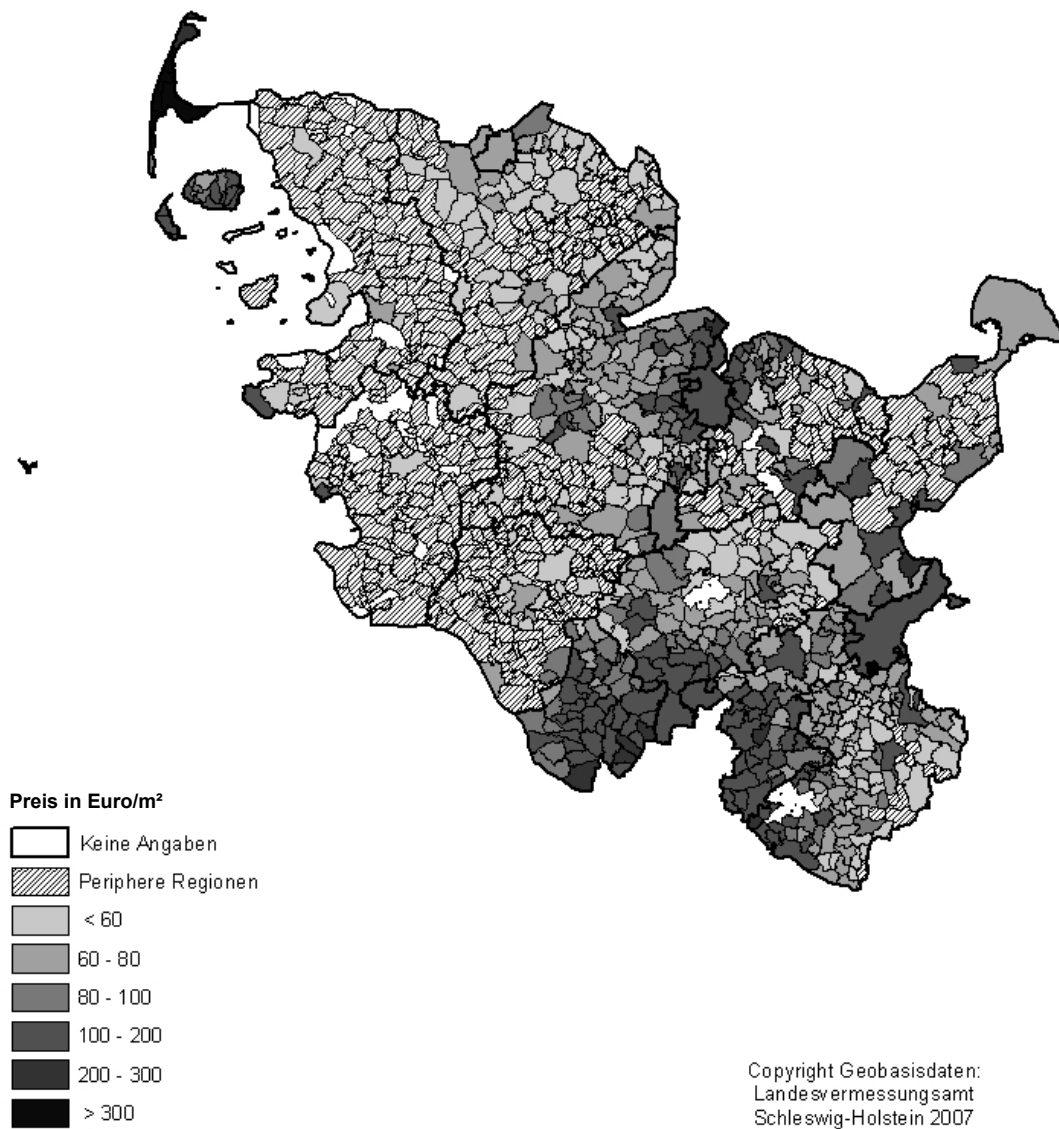 Preis in Euro/m²
Keine Angaben
Periphere Regionen
< 60
60 - 80
80 - 100
100 - 200
200 - 300
> 300
Copyright Geobasisdaten:
Landesvermessungsamt
Schleswig-Holstein 2007